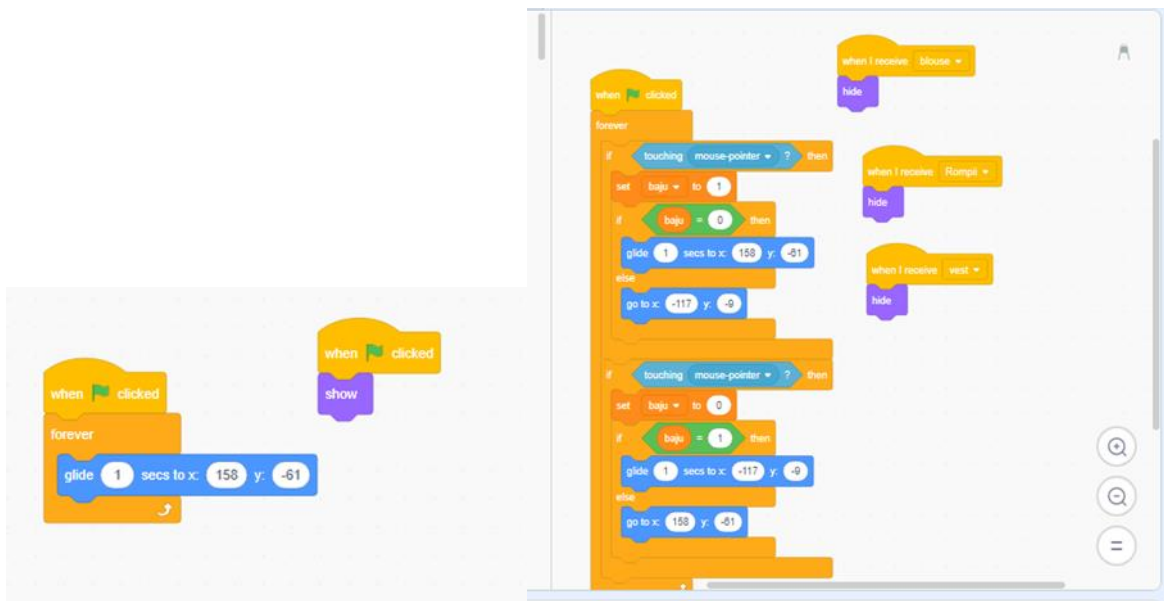 when clicked
show
when clicked
forever
glide 1 secs to x: 158 y: -61
when clicked
forever
if touching mouse-pointer ? then
set baju to 1
if baju = 0 then
glide 1 secs to x: 158 y: -61
else
go to x: -117 y: -9
if touching mouse-pointer ? then
set baju to 0
if baju = 1 then
glide 1 secs to x: -117 y: -9
else
go to x: 158 y: -61
when I receive blouse
hide
when I receive Rompii
hide
when I receive vest
hide